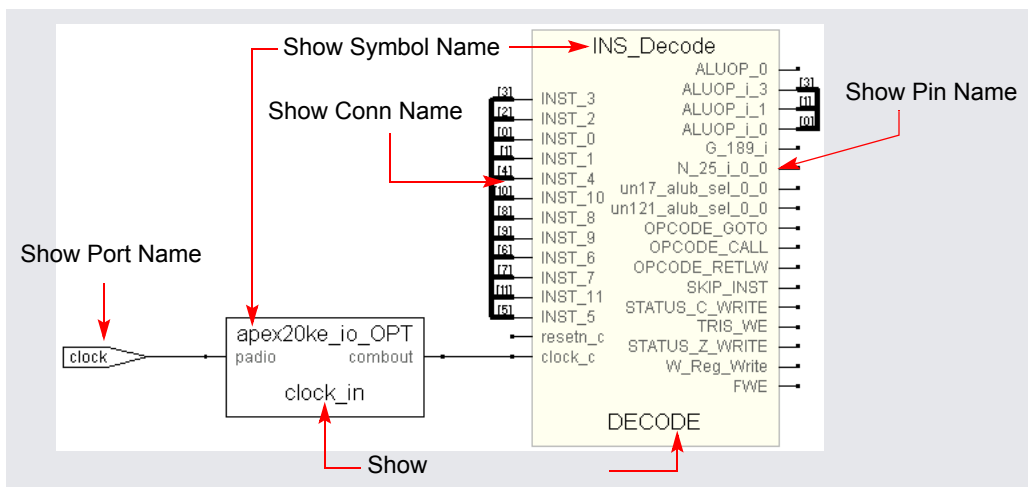 Show Symbol Name
INS_Decode
ALUOP_0
[3] INST_3
ALUOP_i_3 [3]
Show Pin Name
Show Conn Name
[2] INST_2
ALUOP_i_1 [1]
[0] INST_0
ALUOP_i_0 [0]
[1] INST_1
G_189_i
[4] INST_4
N_25_i_0_0
[10] INST_10
un17_alub_sel_0_0
[8] INST_8
un121_alub_sel_0_0
[9] INST_9
OPCODE_GOTO
[6] INST_6
OPCODE_CALL
Show Port Name
[7] INST_7
OPCODE_RETLW
[11] INST_11
SKIP_INST
[5] INST_5
STATUS_C_WRITE
apex20ke_io_OPT
resetn_c
TRIS_WE
clock
padio combout
clock_c
STATUS_Z_WRITE
W_Reg_Write
FWE
clock_in
DECODE
Show